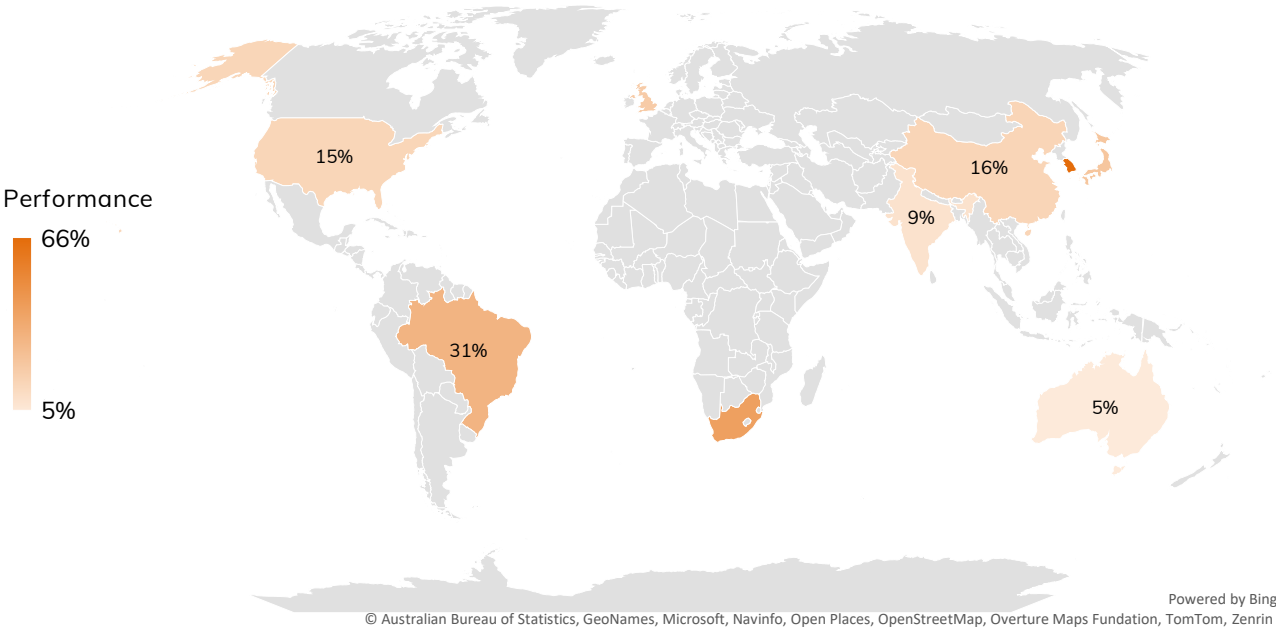 15%
16%
Performance
9%
66%
31%
5%
5%
Powered by Bing
© Australian Bureau of Statistics, GeoNames, Microsoft, Navinfo, Open Places, OpenStreetMap, Overture Maps Fundation, TomTom, Zenrin